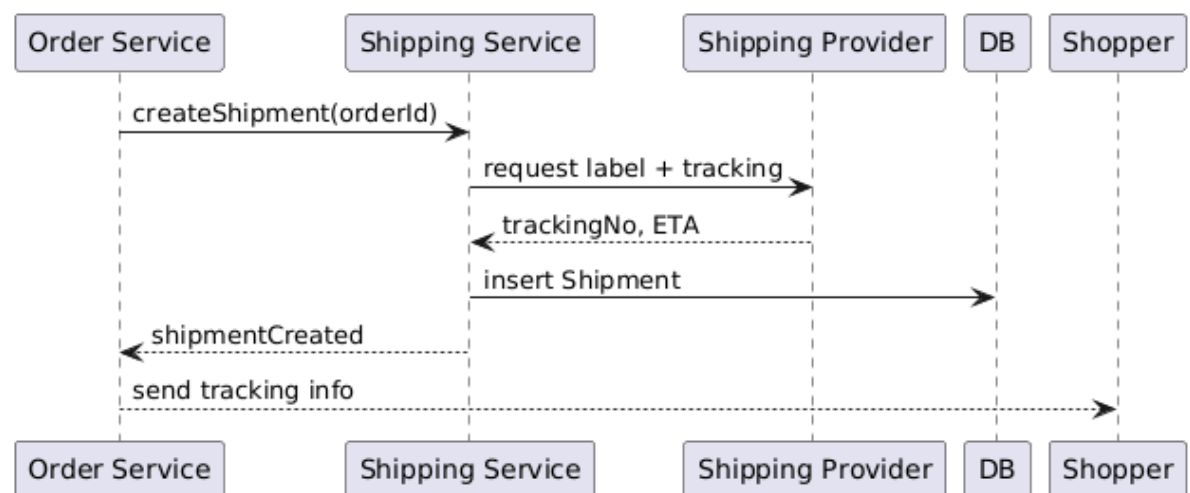 Order Service
Shipping Service
Shipping Provider
DB
Shopper
createShipment(orderId)
request label + tracking
trackingNo, ETA
insert Shipment
shipmentCreated
send tracking info
Order Service
Shipping Service
Shipping Provider
DB
Shopper